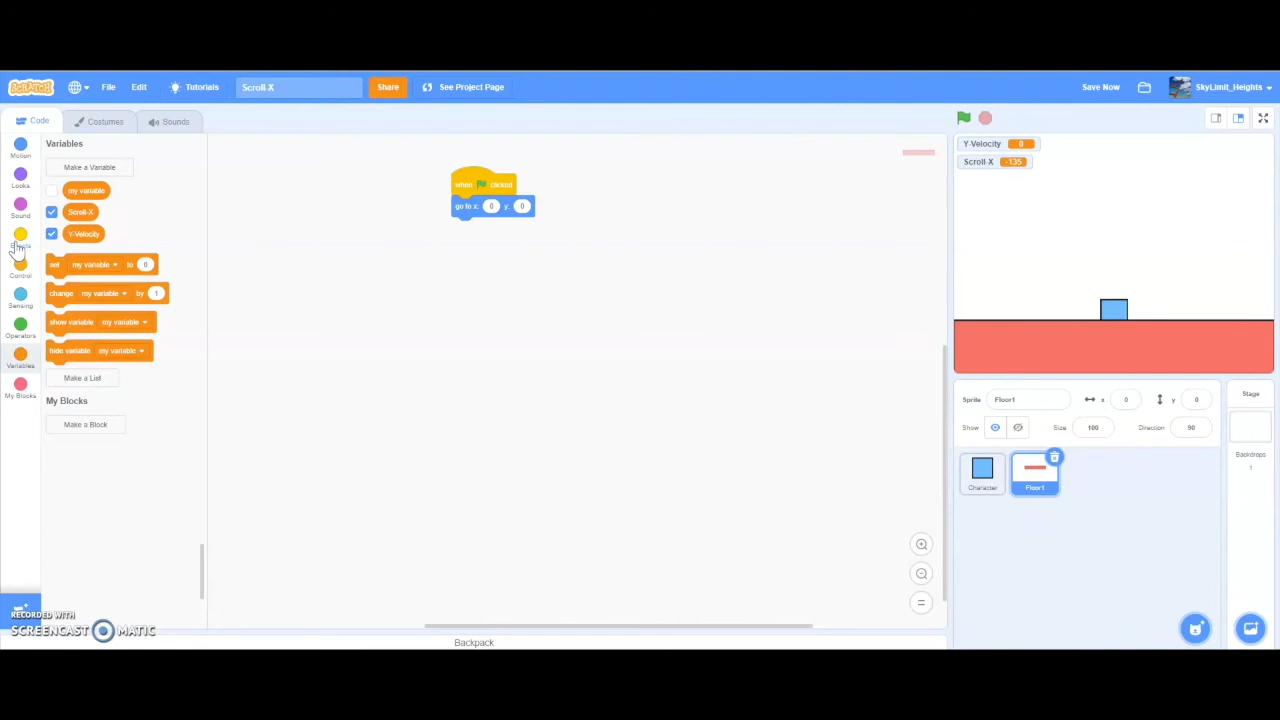 SCRATCH
File
Edit
Tutorials
Scroll-X
Share
See Project Page
Save Now
SkyLimit_Heights
Code
Costumes
Sounds
Motion
Looks
Sound
Events
Control
Sensing
Operators
Variables
My Blocks
Variables
Make a Variable
my variable
Scroll-X
Y-Velocity
set my variable to 0
change my variable by 1
show variable my variable
hide variable my variable
Make a List
My Blocks
Make a Block
when clicked
go to x: 0 y: 0
Y-Velocity 0
Scroll-X -135
Sprite Floor1 x 0 y 0
Show Size 100 Direction 90
Character
Floor1
Stage
Backdrops
1
Backpack
RECORDED WITH
SCREENCAST MATIC